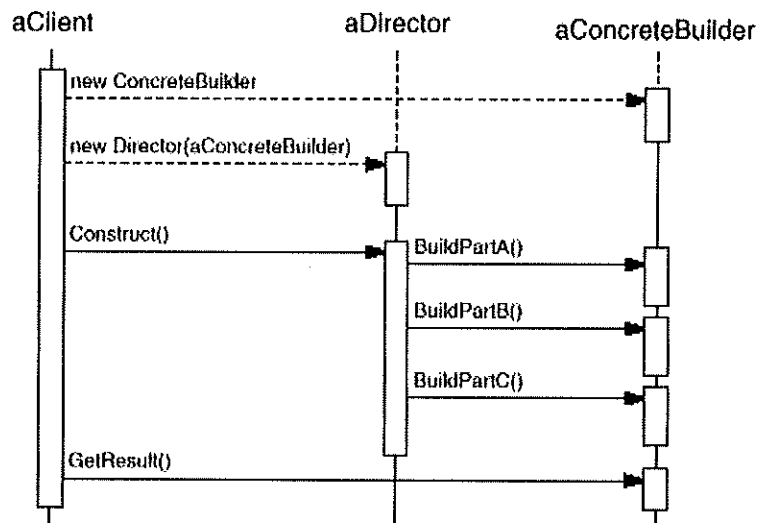 aClient aDirector aConcreteBuilder
new ConcreteBuilder
new Director(aConcreteBuilder)
Construct()
BuildPartA()
BuildPartB()
BuildPartC()
GetResult()